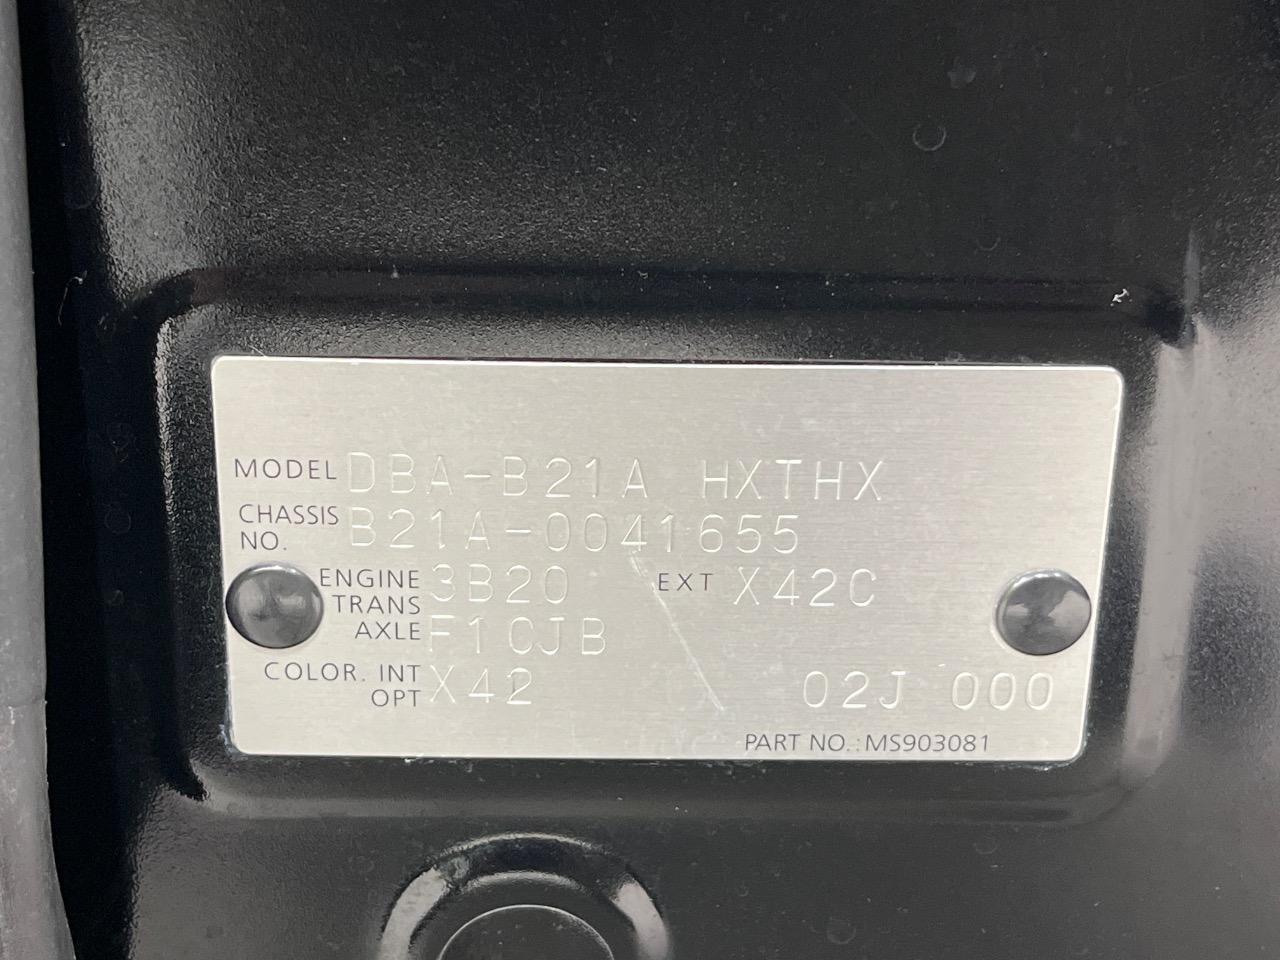 MODEL DBA-B21A HXTHX
CHASSIS NO. B21A-0041655
ENGINE 3B20 EXT X42C
TRANS AXLE F1CJB
COLOR. INT OPT X42 02J 000
PART NO.: MS903081